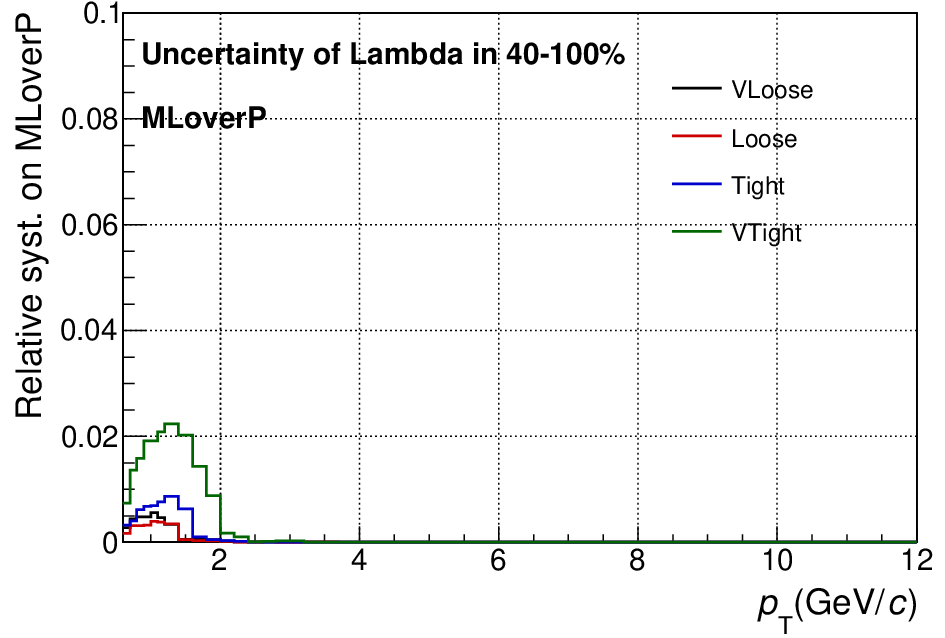 Relative syst. on MLoverP
0.1
0.08
0.06
0.04
0.02
0
Uncertainty of Lambda in 40-100%
MLoverP
VLoose
Loose
Tight
VTight
2 4 6 8 10 12
pT(GeV/c)